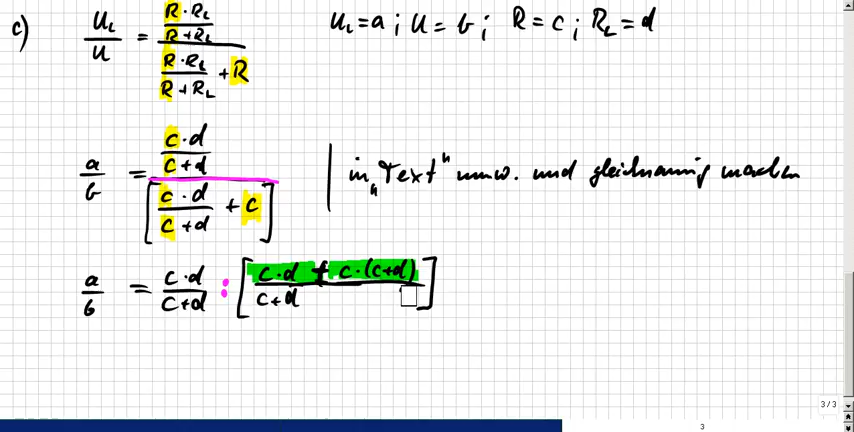 c) U_L/U = (R·R_L/(R+R_L)) / (R·R_L/(R+R_L) + R)   U_L = a ; U = b ; R = c ; R_L = d
a/b = (c·d/(c+d)) / [c·d/(c+d) + c]   | in „Text" umw. und gleichnamig machen
a/b = c·d/(c+d) : [(c·d + c·(c+d))/(c+d)]
3/3
3